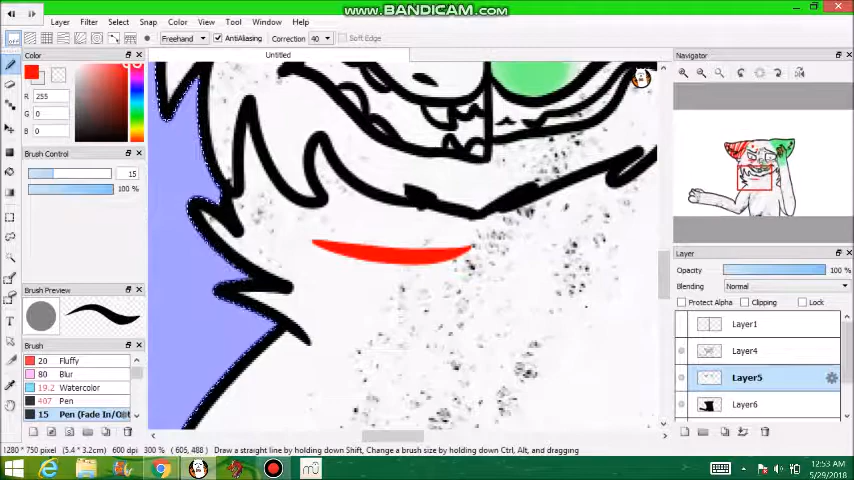 www.BANDICAM.com
Layer Filter Select Snap Color View Tool Window Help
Freehand AntiAliasing Correction 40 Soft Edge
Color
Untitled
Navigator
R 255
G 0
B 0
Brush Control
15
100 %
Layer
Opacity 100 %
Blending Normal
Brush Preview
Protect Alpha Clipping Lock
Layer1
Brush
Layer4
20 Fluffy
80 Blur
Layer5
19.2 Watercolor
407 Pen
Layer6
15 Pen (Fade In/Out
1280 * 750 pixel (5.4 * 3.2cm) 600 dpi 300 % ( 605, 488 ) Draw a straight line by holding down Shift, Change a brush size by holding down Ctrl, Alt, and dragging
12:53 AM
5/29/2018